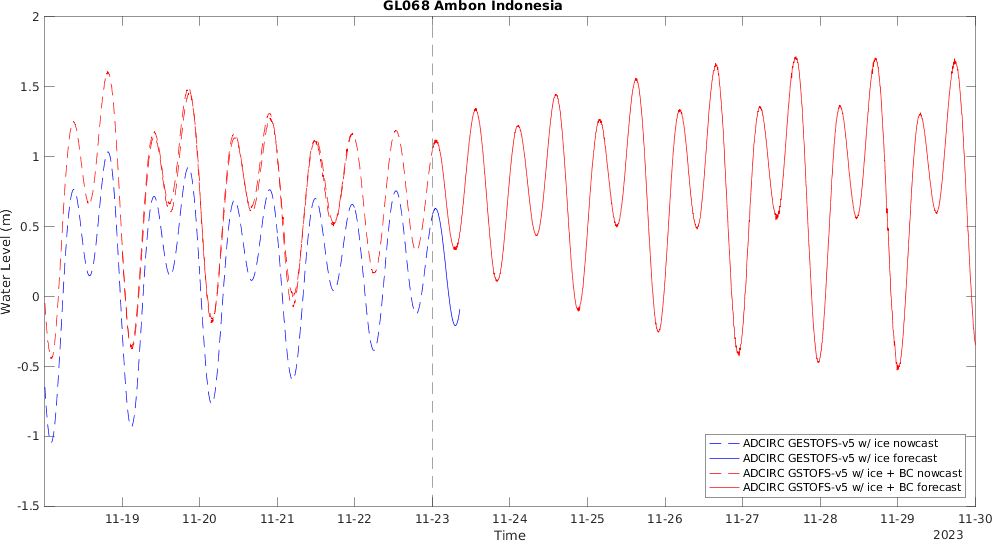 GL068 Ambon Indonesia
Water Level (m)
2
1.5
1
0.5
0
-0.5
-1
-1.5
ADCIRC GESTOFS-v5 w/ ice nowcast
ADCIRC GESTOFS-v5 w/ ice forecast
ADCIRC GSTOFS-v5 w/ ice + BC nowcast
ADCIRC GSTOFS-v5 w/ ice + BC forecast
11-19 11-20 11-21 11-22 11-23 11-24 11-25 11-26 11-27 11-28 11-29 11-30
Time
2023